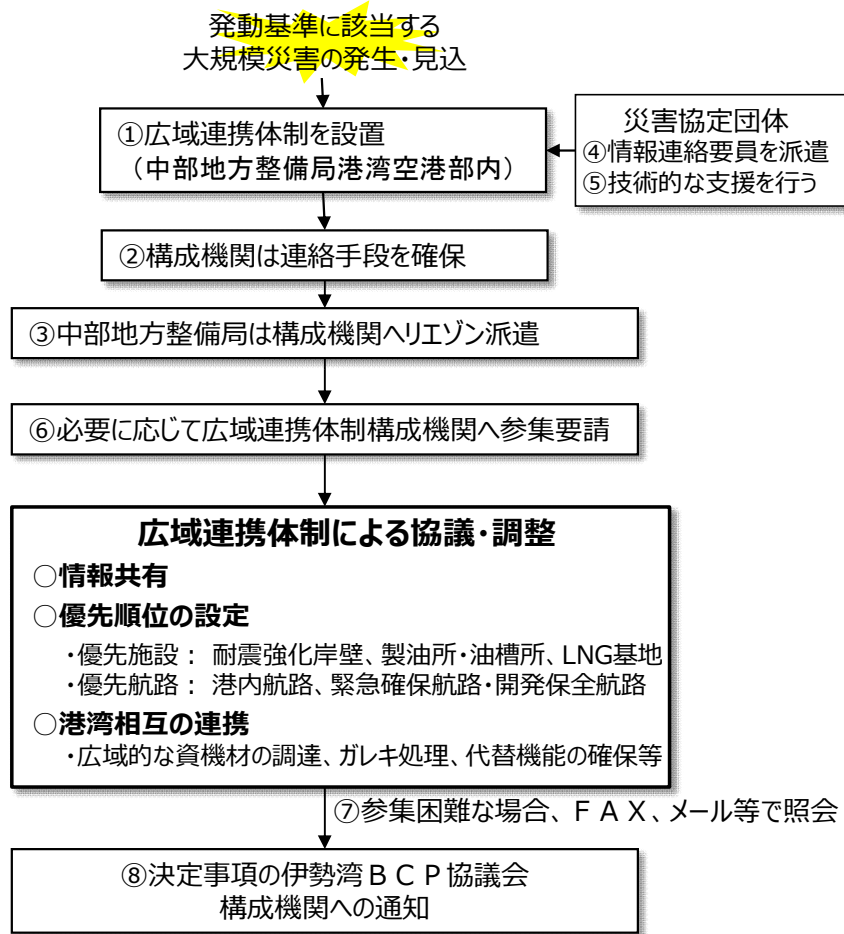 発動基準に該当する
大規模災害の発生・見込
①広域連携体制を設置
（中部地方整備局港湾空港部内）
災害協定団体
④情報連絡要員を派遣
⑤技術的な支援を行う
②構成機関は連絡手段を確保
③中部地方整備局は構成機関へリエゾン派遣
⑥必要に応じて広域連携体制構成機関へ参集要請
広域連携体制による協議・調整
○情報共有
○優先順位の設定
・優先施設： 耐震強化岸壁、製油所・油槽所、LNG基地
・優先航路： 港内航路、緊急確保航路・開発保全航路
○港湾相互の連携
・広域的な資機材の調達、ガレキ処理、代替機能の確保等
⑦参集困難な場合、ＦＡＸ、メール等で照会
⑧決定事項の伊勢湾ＢＣＰ協議会
構成機関への通知